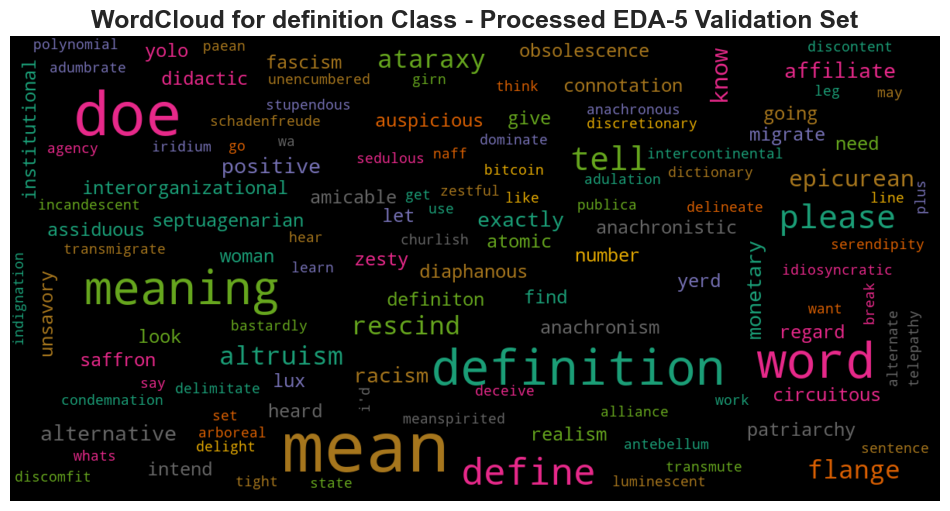 WordCloud for definition Class - Processed EDA-5 Validation Set
polynomial yolo paean obsolescence discontent
adumbrate didactic fascism ataraxy know affiliate
institutional unencumbered girn think connotation leg may
doe stupendous anachronous going
schadenfreude auspicious give discretionary migrate need
agency iridium go wa dominate tell intercontinental
positive sedulous naff bitcoin adulation dictionary epicurean
interorganizational amicable get zestful like line plus
incandescent let use publica delineate please
assiduous septuagenarian exactly anachronistic
transmigrate hear churlish atomic serendipity
woman learn zesty diaphanous number monetary idiosyncratic
indignation unsavory meaning definiton find yerd break
look bastardly rescind anachronism want regard alternate telepathy
saffron altruism definition word
say delimitate lux racism deceive circuitous
condemnation i'd work
set heard meanspirited alliance
alternative arboreal mean realism patriarchy
whats delight antebellum sentence
discomfit intend tight state define transmute luminescent flange